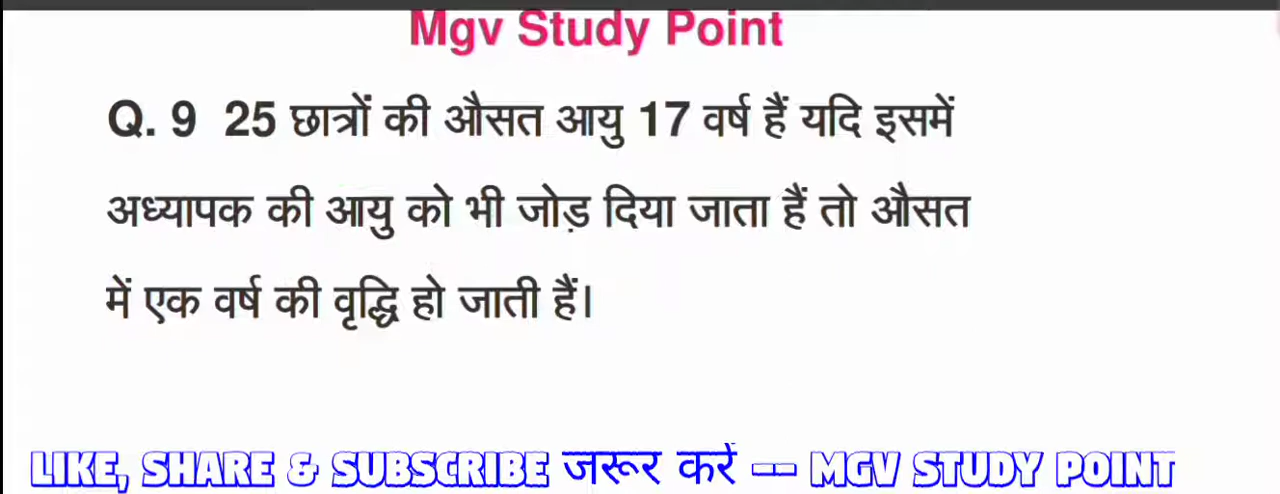 Mgv Study Point
Q. 9 25 छात्रों की औसत आयु 17 वर्ष हैं यदि इसमें
अध्यापक की आयु को भी जोड़ दिया जाता हैं तो औसत
में एक वर्ष की वृद्धि हो जाती हैं।
LIKE, SHARE & SUBSCRIBE जरूर करें -- MGV STUDY POINT